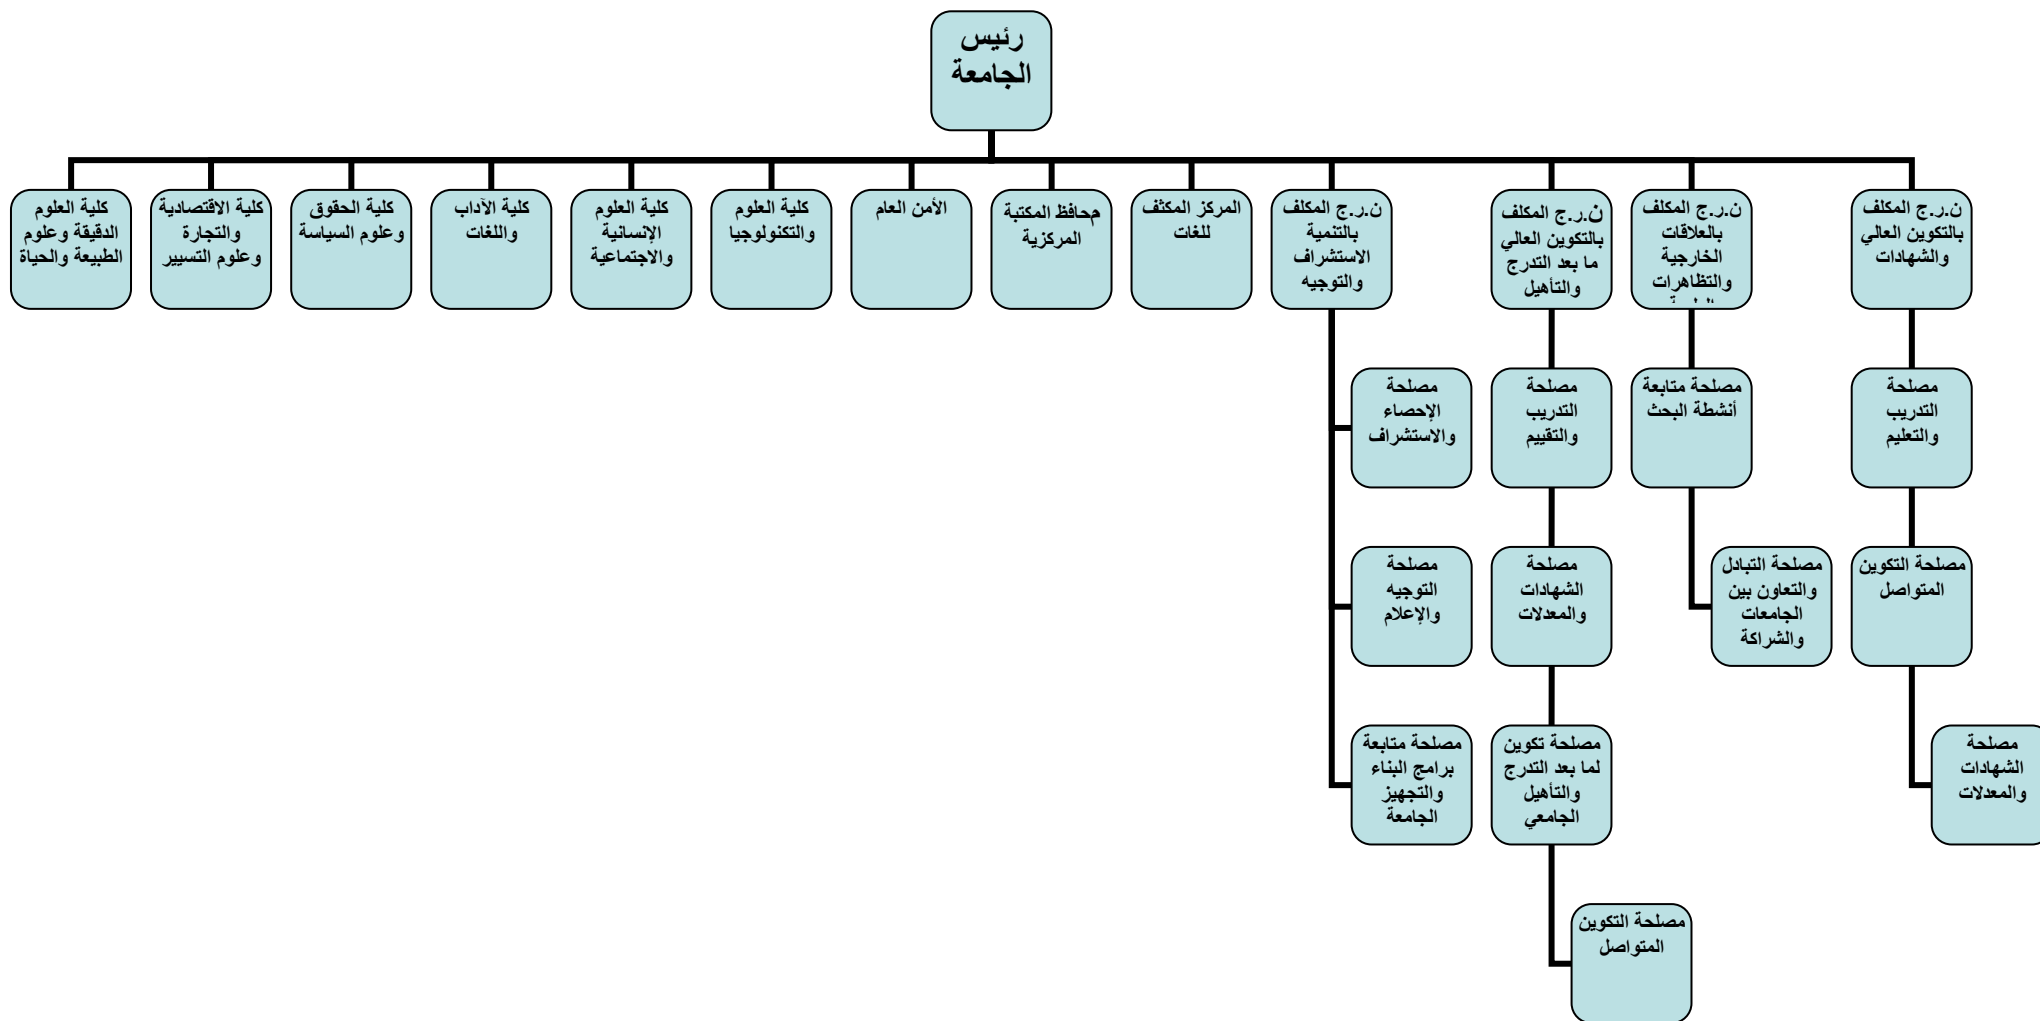 رئيس
الجامعة
ن.ر.ج المكلف
بالتكوين العالي
والشهادات
ن.ر.ج المكلف
بالعلاقات
الخارجية
والتظاهرات
ن.ر.ج المكلف
بالتكوين العالي
ما بعد التدرج
والتأهيل
ن.ر.ج المكلف
بالتنمية
الاستشراف
والتوجيه
المركز المكثف
للغات
محافظ المكتبة
المركزية
الأمن العام
كلية العلوم
والتكنولوجيا
كلية العلوم
الإنسانية
والاجتماعية
كلية الآداب
واللغات
كلية الحقوق
وعلوم السياسة
كلية الاقتصادية
والتجارة
وعلوم التسيير
كلية العلوم
الدقيقة وعلوم
الطبيعة والحياة
مصلحة
التدريب
والتعليم
مصلحة متابعة
أنشطة البحث
مصلحة
التدريب
والتقييم
مصلحة
الإحصاء
والاستشراف
مصلحة التكوين
المتواصل
مصلحة التبادل
والتعاون بين
الجامعات
والشراكة
مصلحة
الشهادات
والمعدلات
مصلحة
التوجيه
والإعلام
مصلحة
الشهادات
والمعدلات
مصلحة تكوين
لما بعد التدرج
والتأهيل
الجامعي
مصلحة متابعة
برامج البناء
والتجهيز
الجامعة
مصلحة التكوين
المتواصل